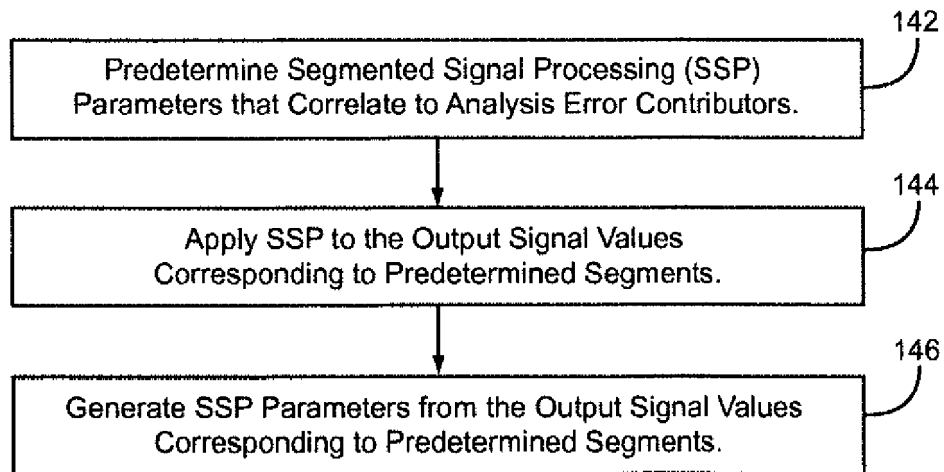 142
Predetermine Segmented Signal Processing (SSP)
Parameters that Correlate to Analysis Error Contributors.
144
Apply SSP to the Output Signal Values
Corresponding to Predetermined Segments.
146
Generate SSP Parameters from the Output Signal Values
Corresponding to Predetermined Segments.